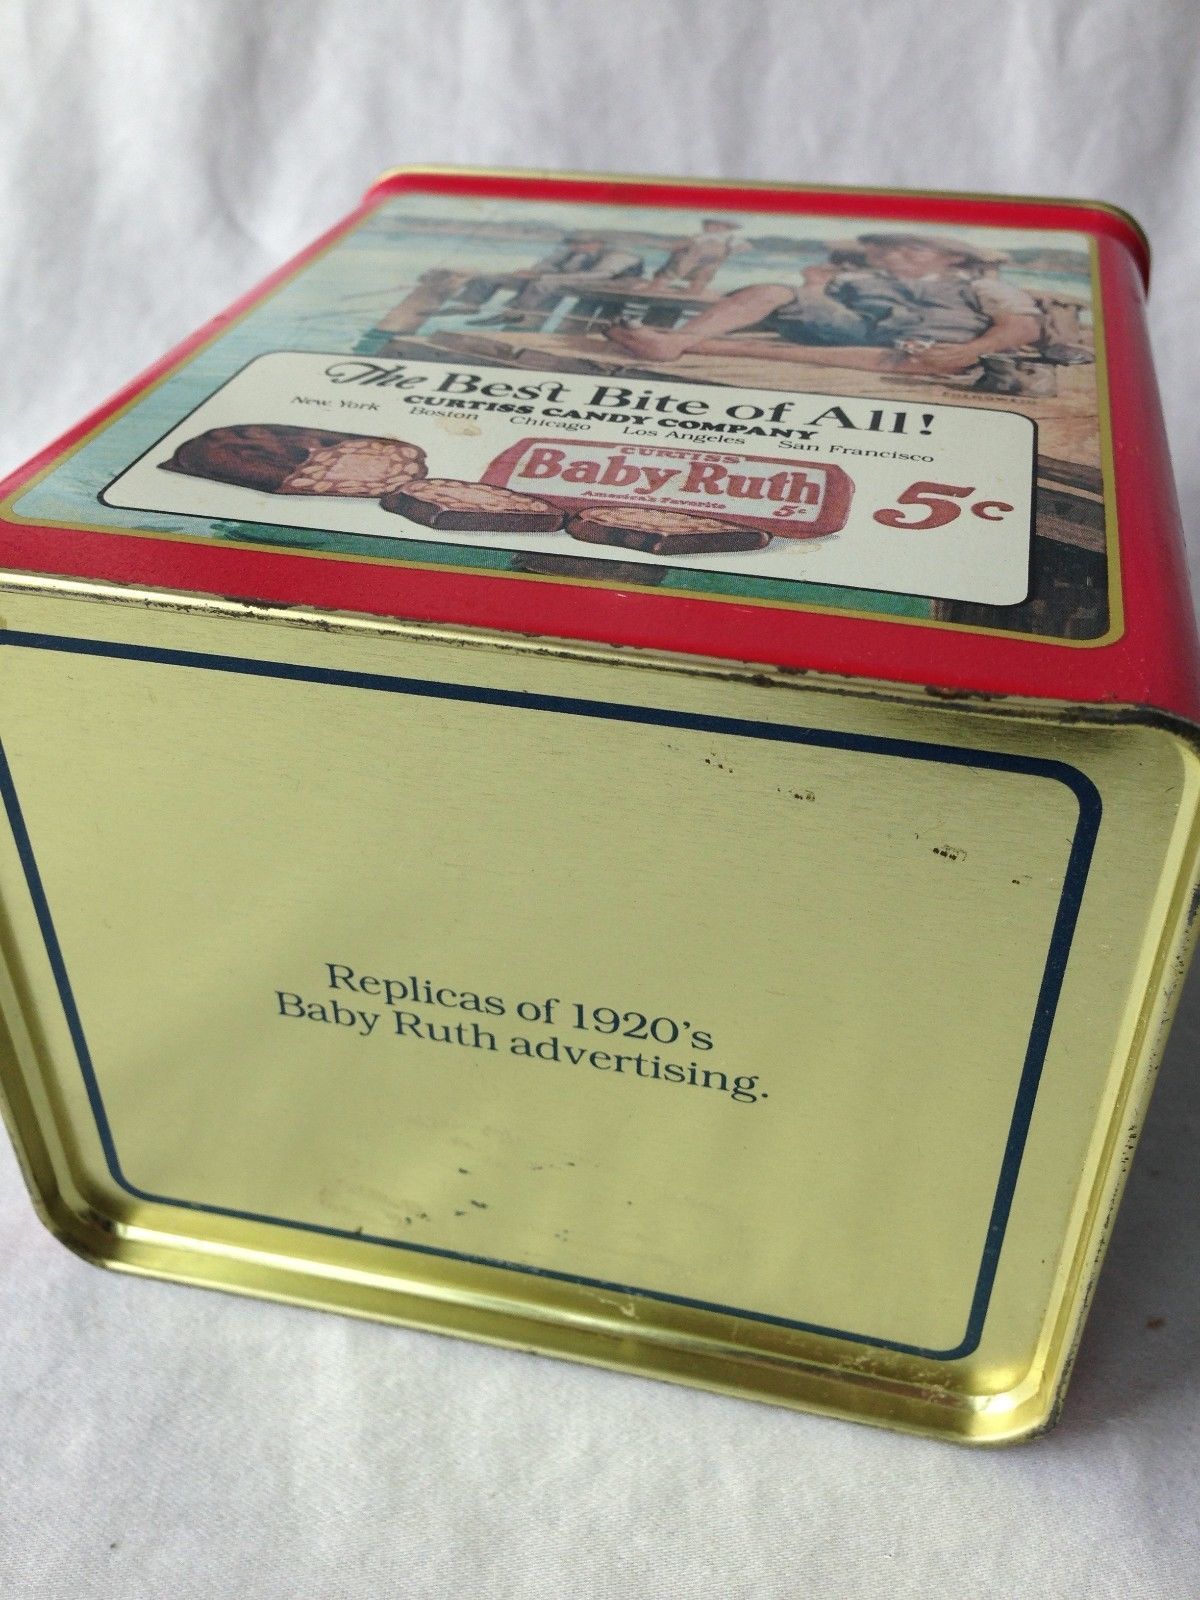 The Best Bite of All!
CURTISS CANDY COMPANY
New York Boston Chicago Los Angeles San Francisco
CURTISS
Baby Ruth
America's Favorite
5¢
5¢
Replicas of 1920's
Baby Ruth advertising.